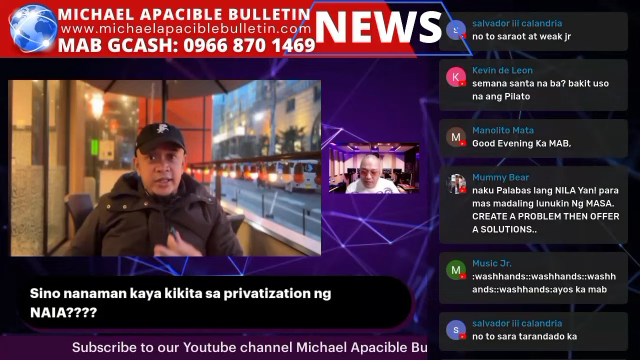 MICHAEL APACIBLE BULLETIN
www.michaelapaciblebulletin.com
MAB GCASH: 0966 870 1469
NEWS
salvador iii calandria
no to saraot at weak jr
Kevin de Leon
semana santa na ba? bakit uso
na ang Pilato
Manolito Mata
Good Evening Ka MAB.
Mummy Bear
naku Palabas lang NILA Yan! para
mas madaling lunukin Ng MASA.
CREATE A PROBLEM THEN OFFER
A SOLUTIONS..
Music Jr.
:washhands::washhands::washh
ands::washhands:ayos ka mab
salvador iii calandria
no to sara tarandado ka
Sino nanaman kaya kikita sa privatization ng
NAIA????
Subscribe to our Youtube channel Michael Apacible Bu